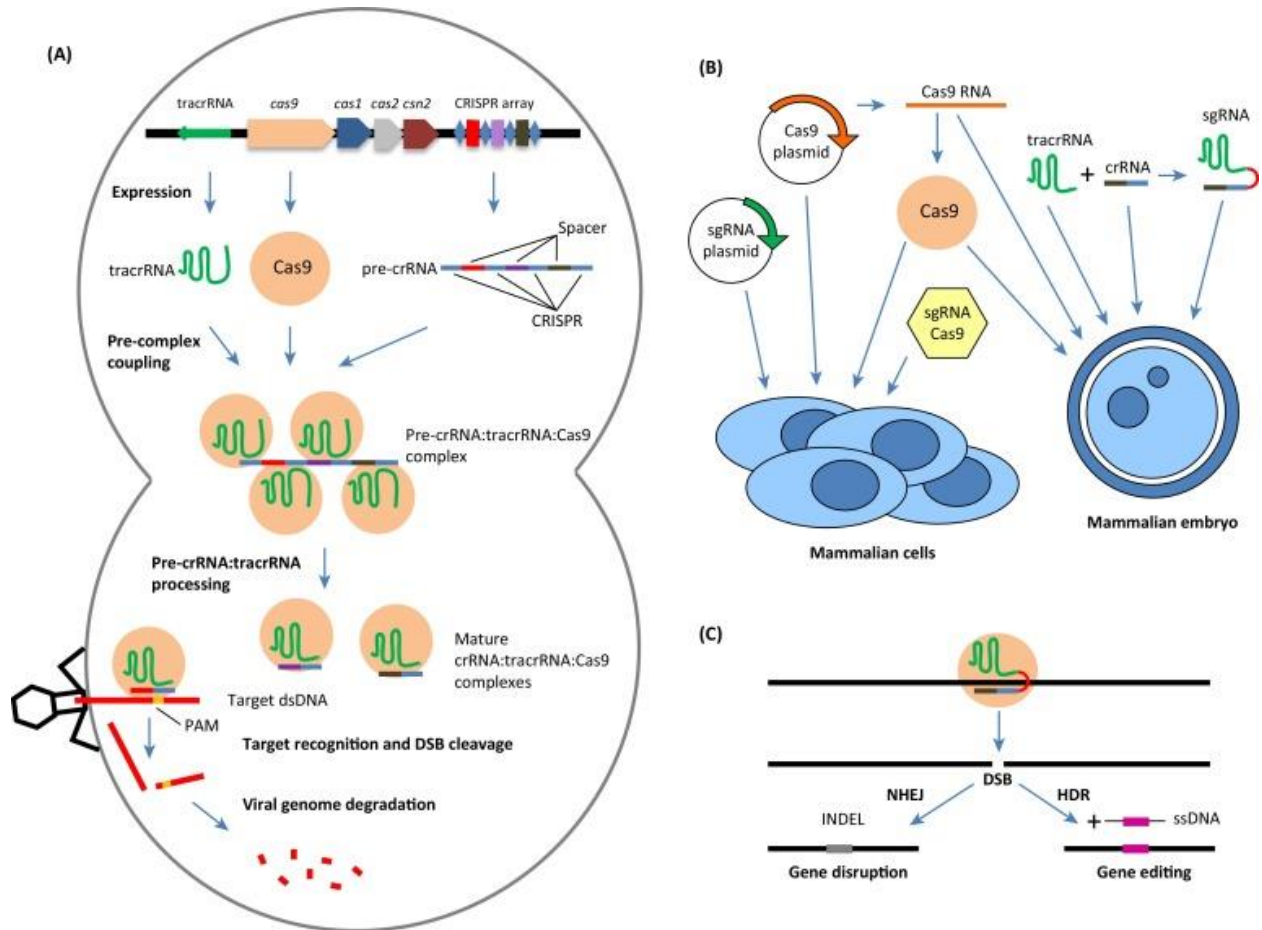 (A)
tracrRNA
cas9
cas1
cas2
csn2
CRISPR array
Expression
tracrRNA
Cas9
pre-crRNA
Spacer
CRISPR
Pre-complex
coupling
Pre-crRNA:tracrRNA:Cas9
complex
Pre-crRNA:tracrRNA
processing
Mature
crRNA:tracrRNA:Cas9
complexes
Target dsDNA
PAM
Target recognition and DSB cleavage
Viral genome degradation
(B)
Cas9
plasmid
Cas9 RNA
tracrRNA
+
crRNA
sgRNA
sgRNA
plasmid
Cas9
sgRNA
Cas9
Mammalian cells
Mammalian embryo
(C)
DSB
NHEJ
HDR
INDEL
+
ssDNA
Gene disruption
Gene editing